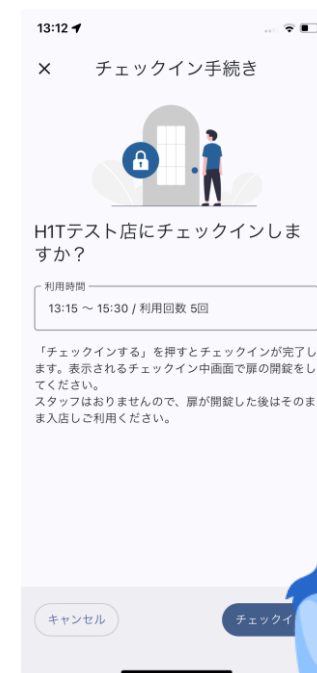 13:12
チェックイン手続き
H1Tテスト店にチェックインしま
すか？
利用時間
13:15 ～ 15:30 / 利用回数 5回
「チェックインする」を押すとチェックインが完了し
ます。表示されるチェックイン中画面で扉の開錠をし
てください。
スタッフはおりませんので、扉が開錠した後はそのま
ま入店しご利用ください。
キャンセル
チェックイ